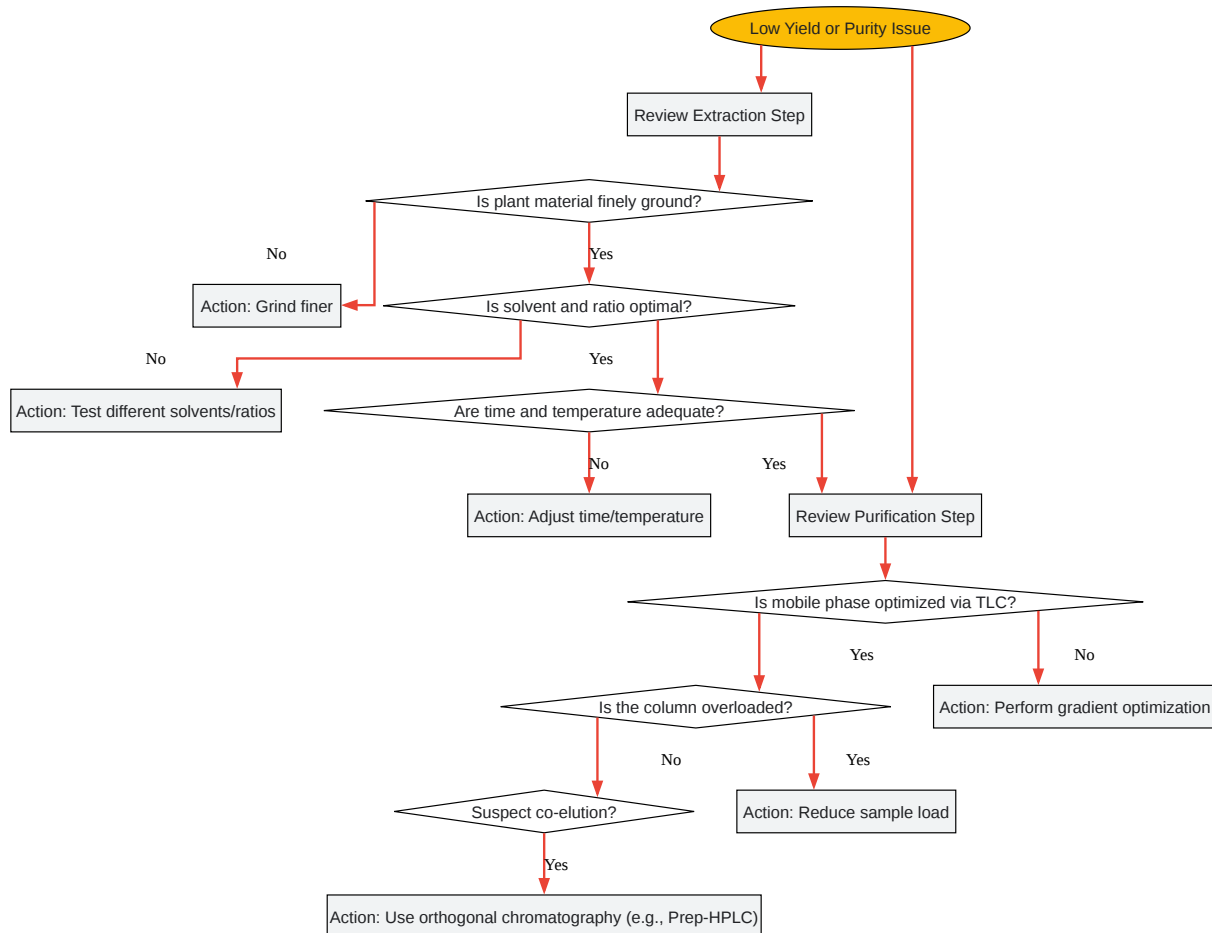 Low Yield or Purity Issue
Review Extraction Step
Is plant material finely ground?
No
Yes
Action: Grind finer
Is solvent and ratio optimal?
No
Yes
Action: Test different solvents/ratios
Are time and temperature adequate?
No
Yes
Action: Adjust time/temperature
Review Purification Step
Is mobile phase optimized via TLC?
Yes
No
Is the column overloaded?
Action: Perform gradient optimization
No
Yes
Suspect co-elution?
Action: Reduce sample load
Yes
Action: Use orthogonal chromatography (e.g., Prep-HPLC)